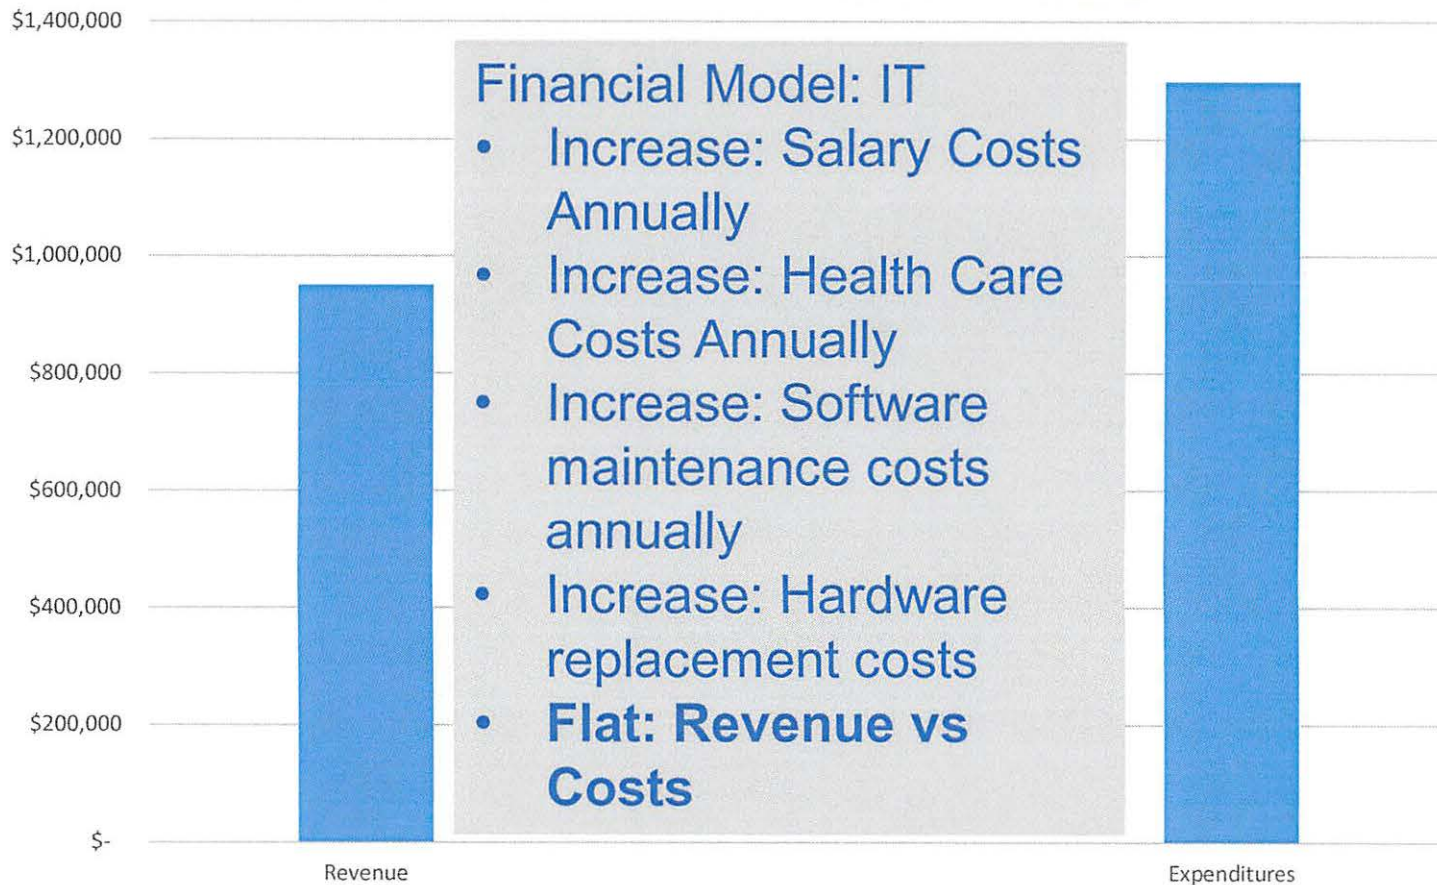 $1,400,000
$1,200,000
$1,000,000
$800,000
$600,000
$400,000
$200,000
$-
Financial Model: IT
• Increase: Salary Costs
Annually
• Increase: Health Care
Costs Annually
• Increase: Software
maintenance costs
annually
• Increase: Hardware
replacement costs
• Flat: Revenue vs
Costs
Revenue
Expenditures